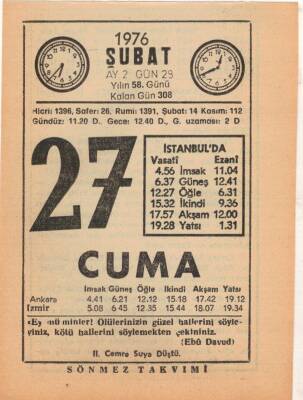 1976
ŞUBAT
AY.2 GÜN 29
Yılın 58. Günü
Kalan Gün 308
Hicri: 1396, Safer: 26, Rumi: 1391, Şubat: 14 Kasım: 112
Gündüz: 11.20 D., Gece: 12.40 D., G. uzaması: 2 D
27
İSTANBUL'DA
Vasatî Ezanî
4.56 İmsak 11.04
6.37 Güneş 12.41
12.27 Öğle 6.31
15.32 İkindi 9.36
17.57 Akşam 12.00
19.28 Yatsı 1.31
CUMA
İmsak Güneş Öğle İkindi Akşam Yatsı
Ankara 4.41 6.21 12.12 15.18 17.42 19.12
İzmir 5.08 6.45 12.35 15.44 18.07 19.34
«Ey mü'minler! Ölülerinizin güzel hallerini söyle-
yiniz, kötü hallerini söylemekten çekininiz.
(Ebû Davud)
II. Cemre Suya Düştü.
SÖNMEZ TAKVİMİ